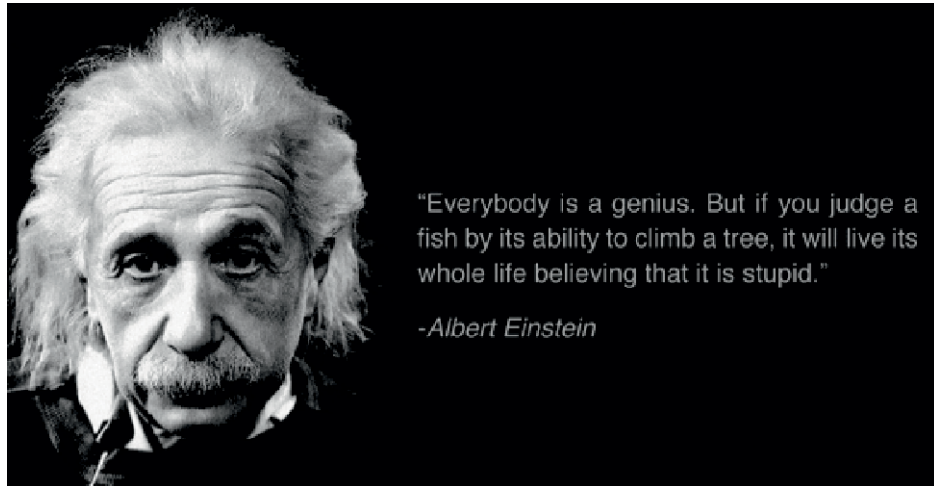 “Everybody is a genius. But if you judge a
fish by its ability to climb a tree, it will live its
whole life believing that it is stupid.”
-Albert Einstein